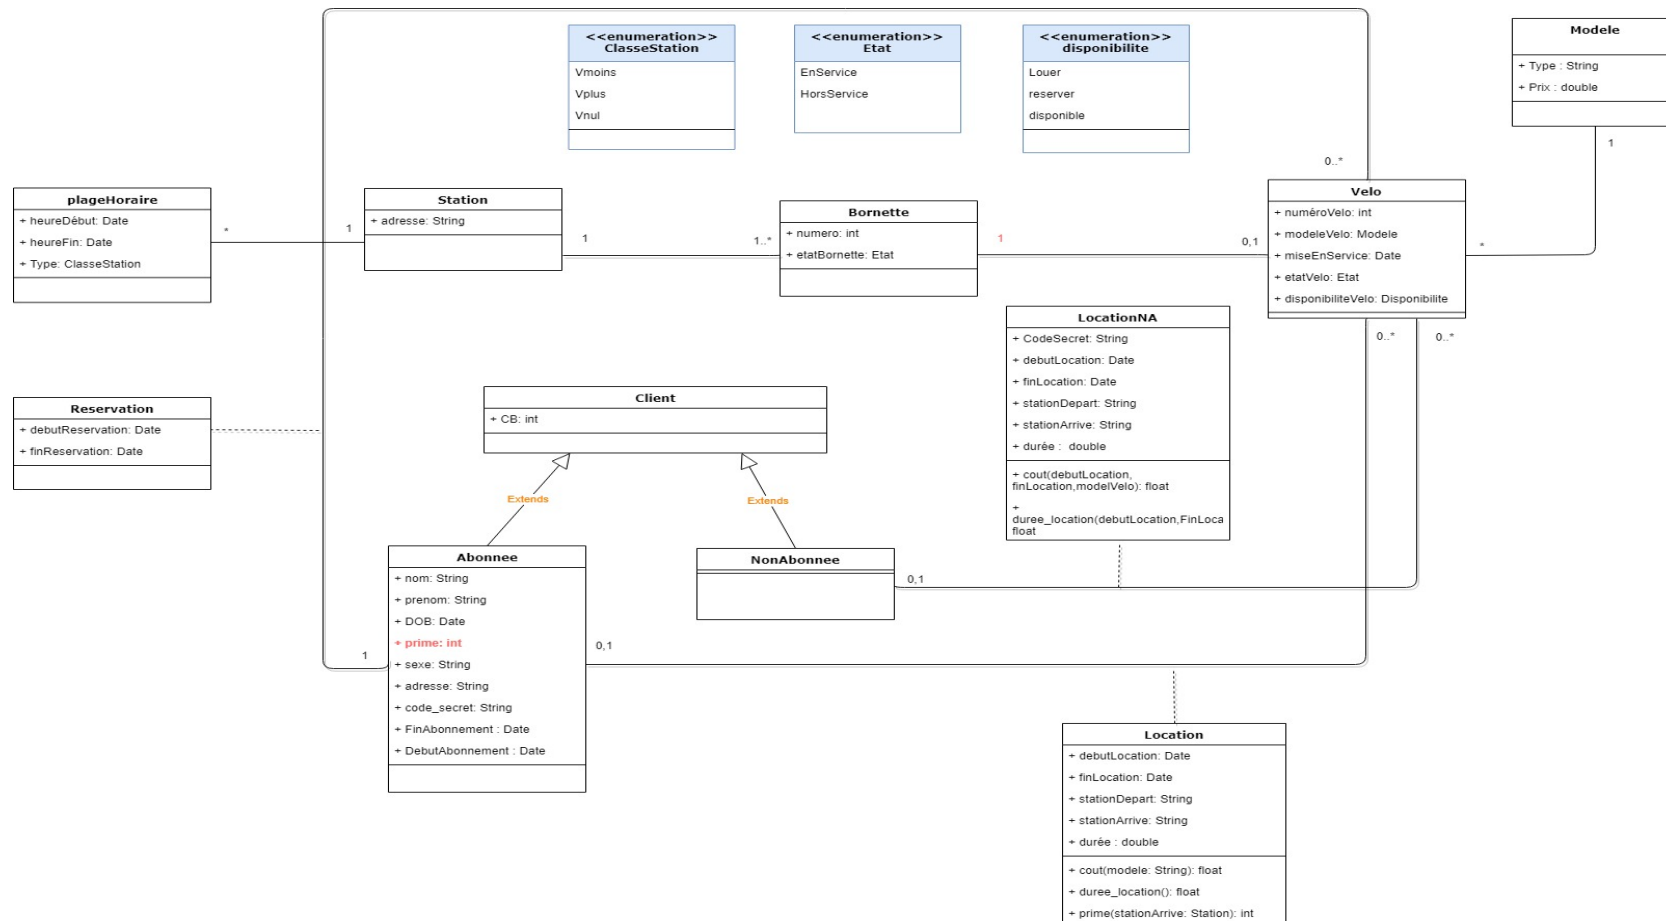 <<enumeration>>
ClasseStation
Vmoins
Vplus
Vnul
<<enumeration>>
Etat
EnService
HorsService
<<enumeration>>
disponibilite
Louer
reserver
disponible
Modele
+ Type : String
+ Prix : double
1
0..*
plageHoraire
+ heureDébut: Date
+ heureFin: Date
+ Type: ClasseStation
*
1
Station
+ adresse: String
1
1..*
Bornette
+ numero: int
+ etatBornette: Etat
1
0,1
Velo
+ numéroVelo: int
+ modeleVelo: Modele
+ miseEnService: Date
+ etatVelo: Etat
+ disponibiliteVelo: Disponibilite
*
0..*
0..*
LocationNA
+ CodeSecret: String
+ debutLocation: Date
+ finLocation: Date
+ stationDepart: String
+ stationArrive: String
+ durée : double
+ cout(debutLocation,
finLocation,modelVelo): float
+
duree_location(debutLocation,FinLoca
float
Reservation
+ debutReservation: Date
+ finReservation: Date
Client
+ CB: int
Extends
Extends
Abonnee
+ nom: String
+ prenom: String
+ DOB: Date
+ prime: int
+ sexe: String
+ adresse: String
+ code_secret: String
+ FinAbonnement : Date
+ DebutAbonnement : Date
1
0,1
NonAbonnee
0,1
Location
+ debutLocation: Date
+ finLocation: Date
+ stationDepart: String
+ stationArrive: String
+ durée : double
+ cout(modele: String): float
+ duree_location(): float
+ prime(stationArrive: Station): int